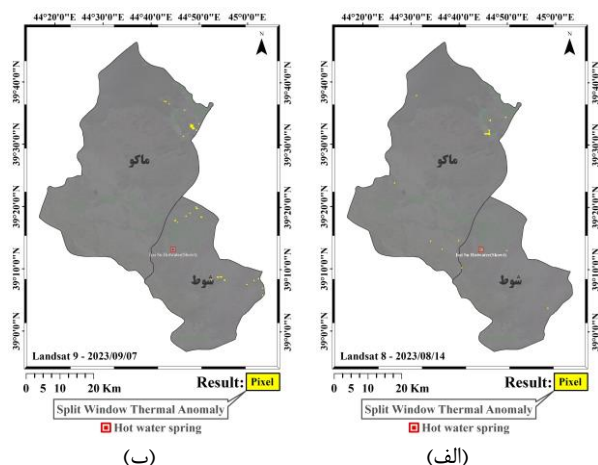 44°20'0"E 44°30'0"E 44°40'0"E 44°50'0"E 45°0'0"E
44°20'0"E 44°30'0"E 44°40'0"E 44°50'0"E 45°0'0"E
N
N
39°40'0"N
39°30'0"N
39°20'0"N
39°10'0"N
39°0'0"N
39°40'0"N
39°30'0"N
39°20'0"N
39°10'0"N
39°0'0"N
ماکو
ماکو
شوط
شوط
Landsat 9 - 2023/09/07
Landsat 8 - 2023/08/14
0 5 10 20 Km
Result: Pixel
0 5 10 20 Km
Result: Pixel
Split Window Thermal Anomaly
Split Window Thermal Anomaly
Hot water spring
Hot water spring
(ب)
(الف)